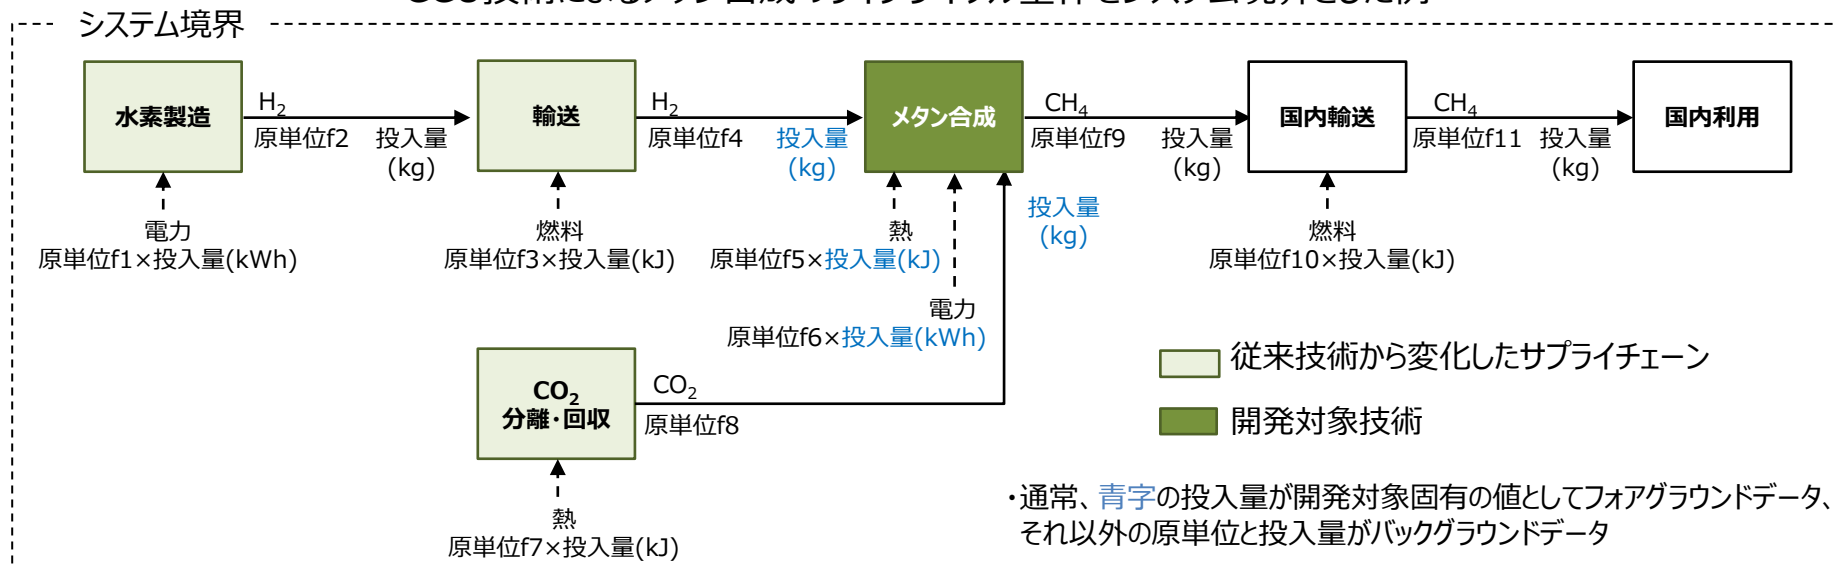 システム境界
水素製造
H2
原単位f2
投入量
(kg)
輸送
H2
原単位f4
投入量
(kg)
メタン合成
CH4
原単位f9
投入量
(kg)
国内輸送
CH4
原単位f11
投入量
(kg)
国内利用
電力
原単位f1×投入量(kWh)
燃料
原単位f3×投入量(kJ)
熱
原単位f5×投入量(kJ)
電力
原単位f6×投入量(kWh)
投入量
(kg)
燃料
原単位f10×投入量(kJ)
CO2
分離・回収
CO2
原単位f8
熱
原単位f7×投入量(kJ)
従来技術から変化したサプライチェーン
開発対象技術
・通常、青字の投入量が開発対象固有の値としてフォアグラウンドデータ、
それ以外の原単位と投入量がバックグラウンドデータ